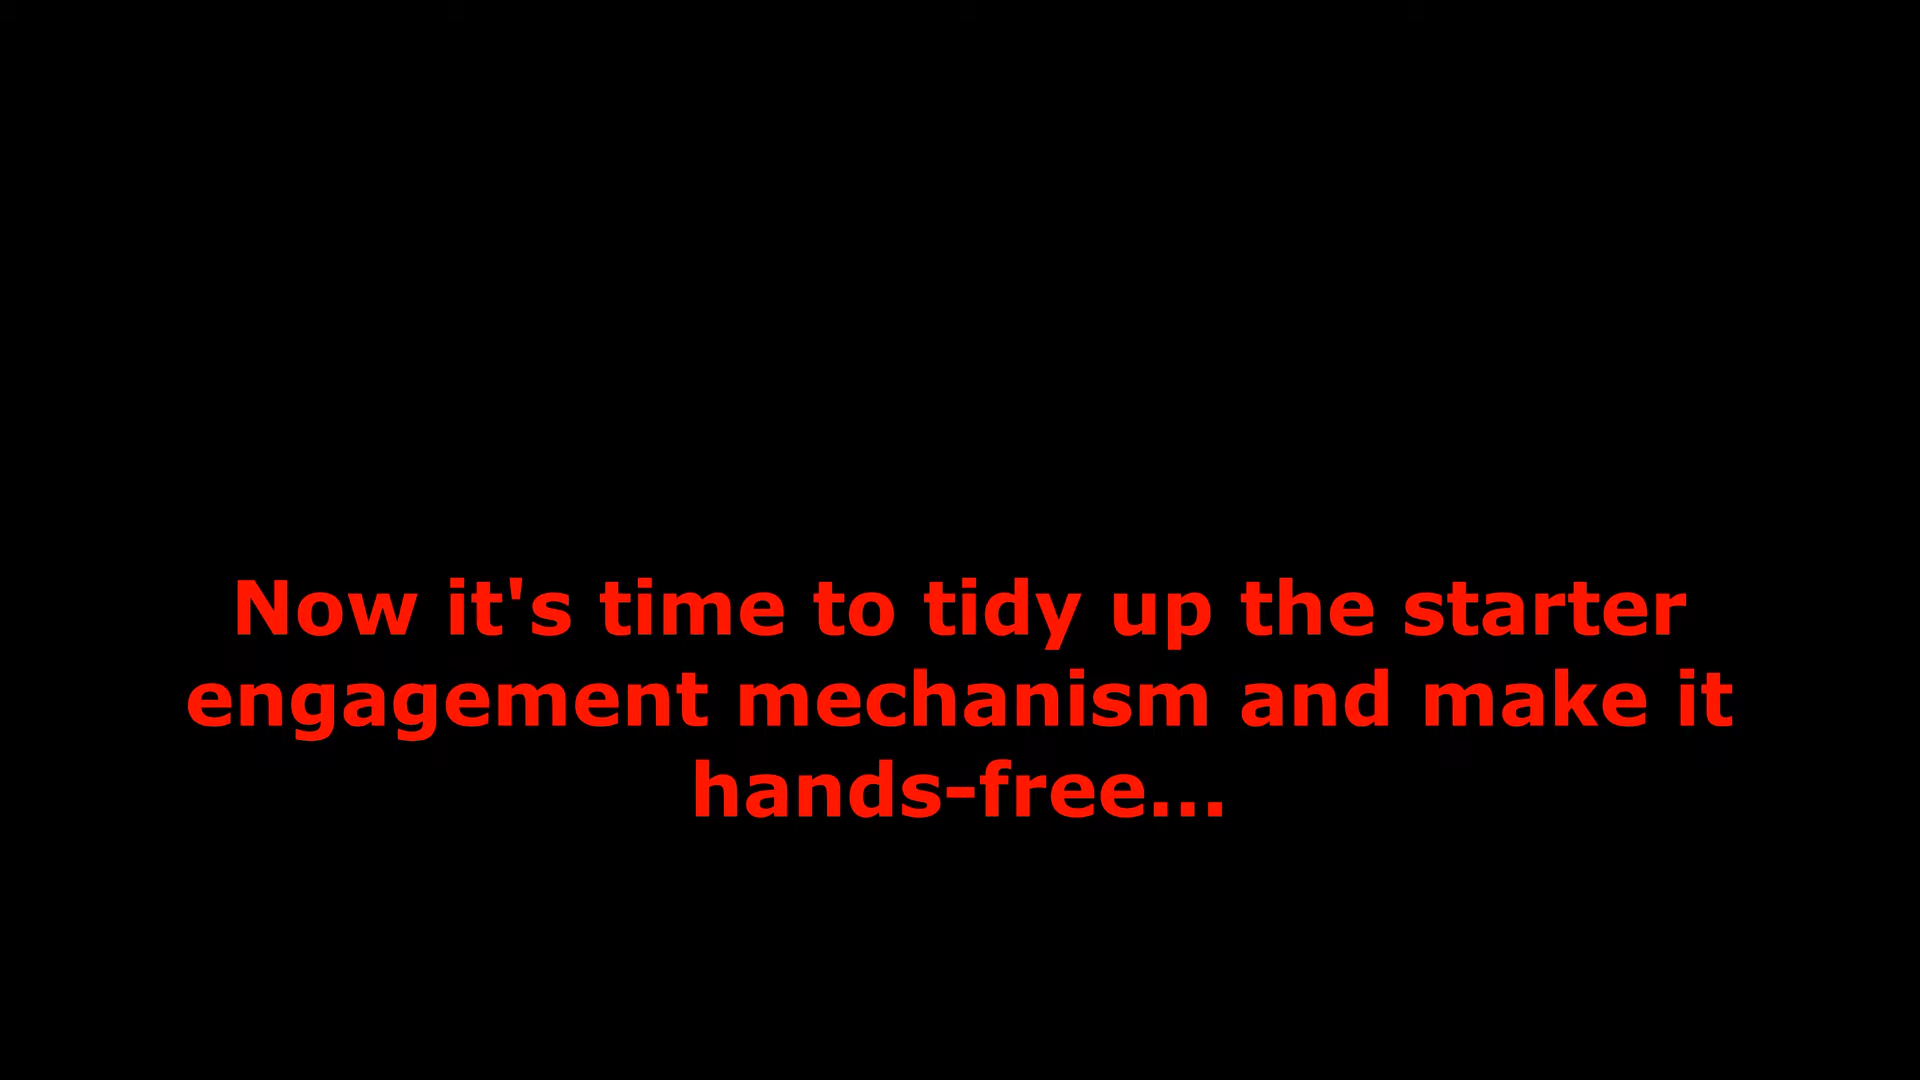 Now it's time to tidy up the starter
engagement mechanism and make it
hands-free...